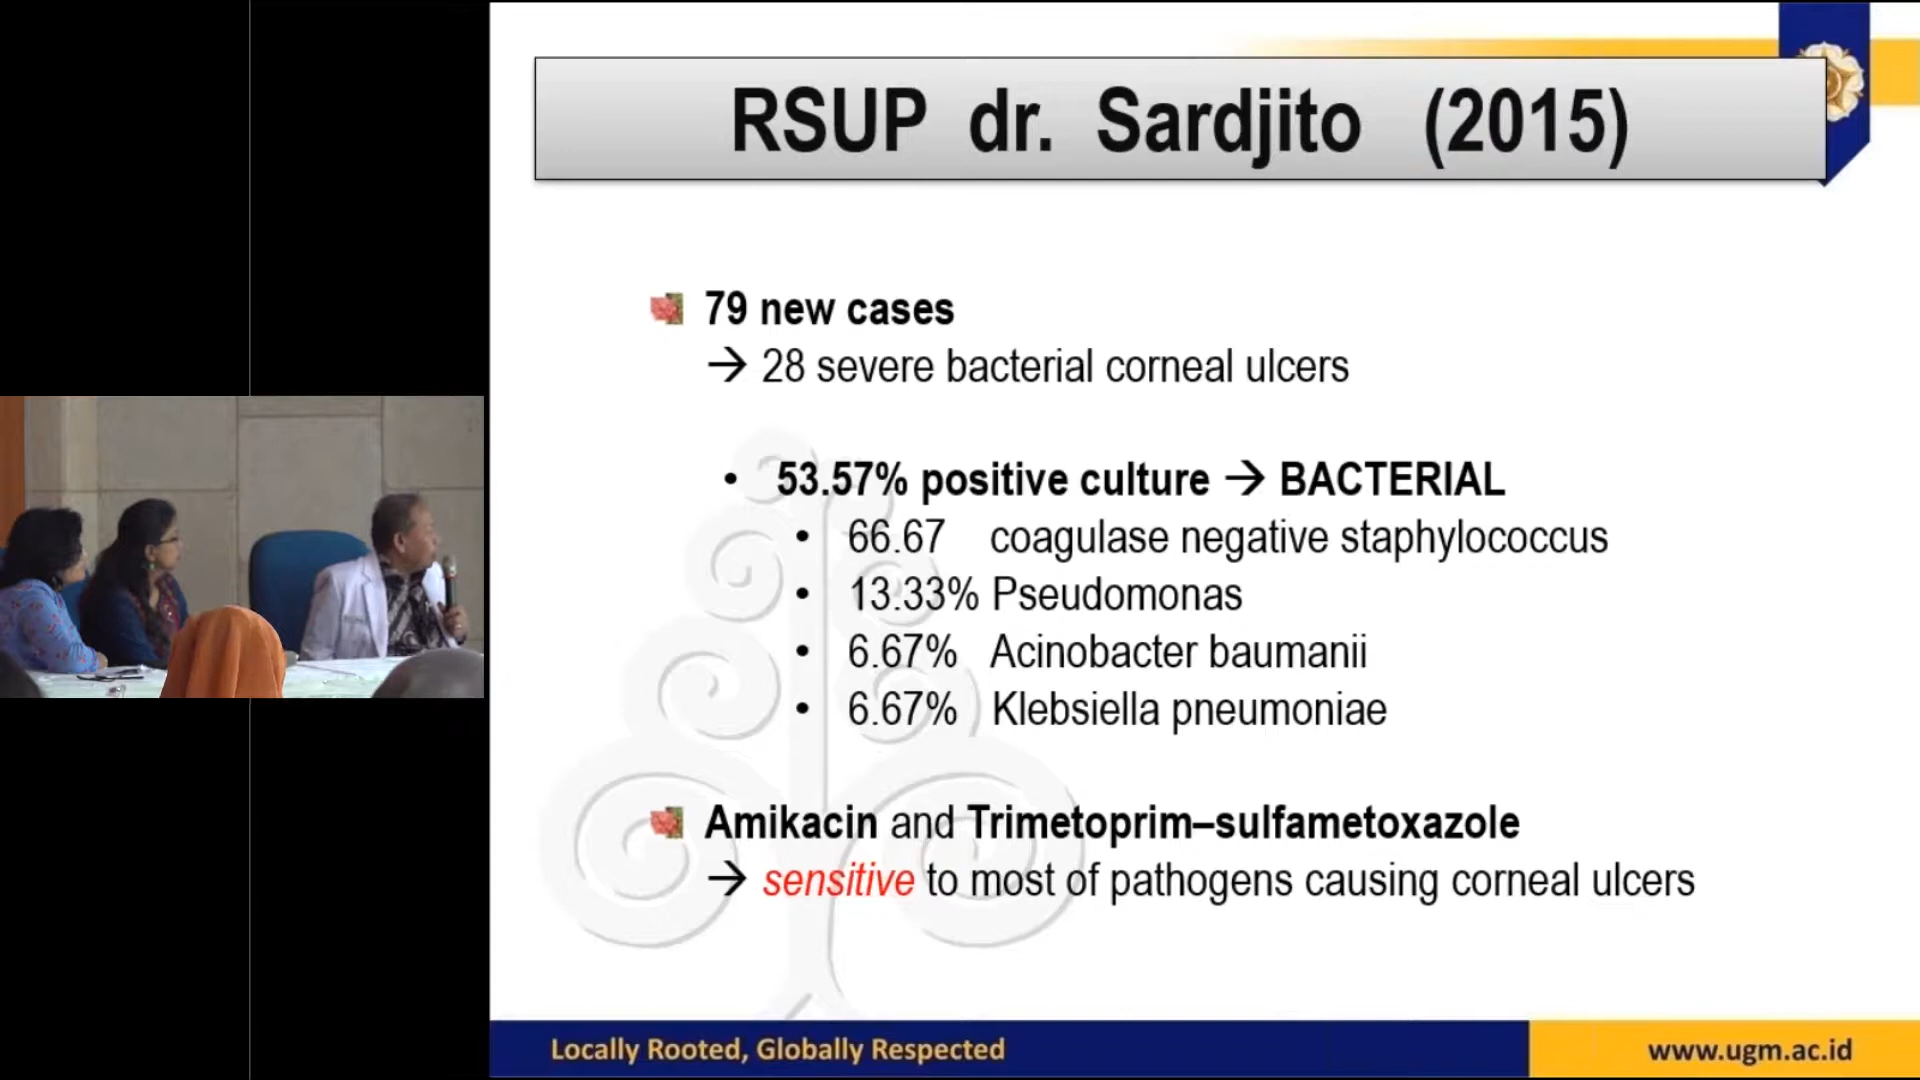 RSUP dr. Sardjito (2015)
79 new cases
→ 28 severe bacterial corneal ulcers
• 53.57% positive culture → BACTERIAL
• 66.67 coagulase negative staphylococcus
• 13.33% Pseudomonas
• 6.67% Acinobacter baumanii
• 6.67% Klebsiella pneumoniae
Amikacin and Trimetoprim–sulfametoxazole
→ sensitive to most of pathogens causing corneal ulcers
Locally Rooted, Globally Respected
www.ugm.ac.id